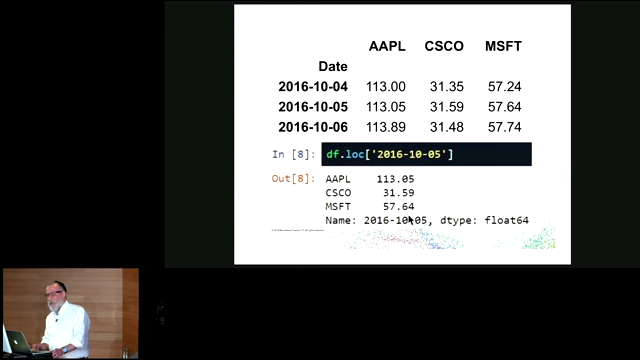 AAPL CSCO MSFT
Date
2016-10-04 113.00 31.35 57.24
2016-10-05 113.05 31.59 57.64
2016-10-06 113.89 31.48 57.74
In [8]: df.loc['2016-10-05']
Out[8]:
AAPL 113.05
CSCO 31.59
MSFT 57.64
Name: 2016-10-05, dtype: float64